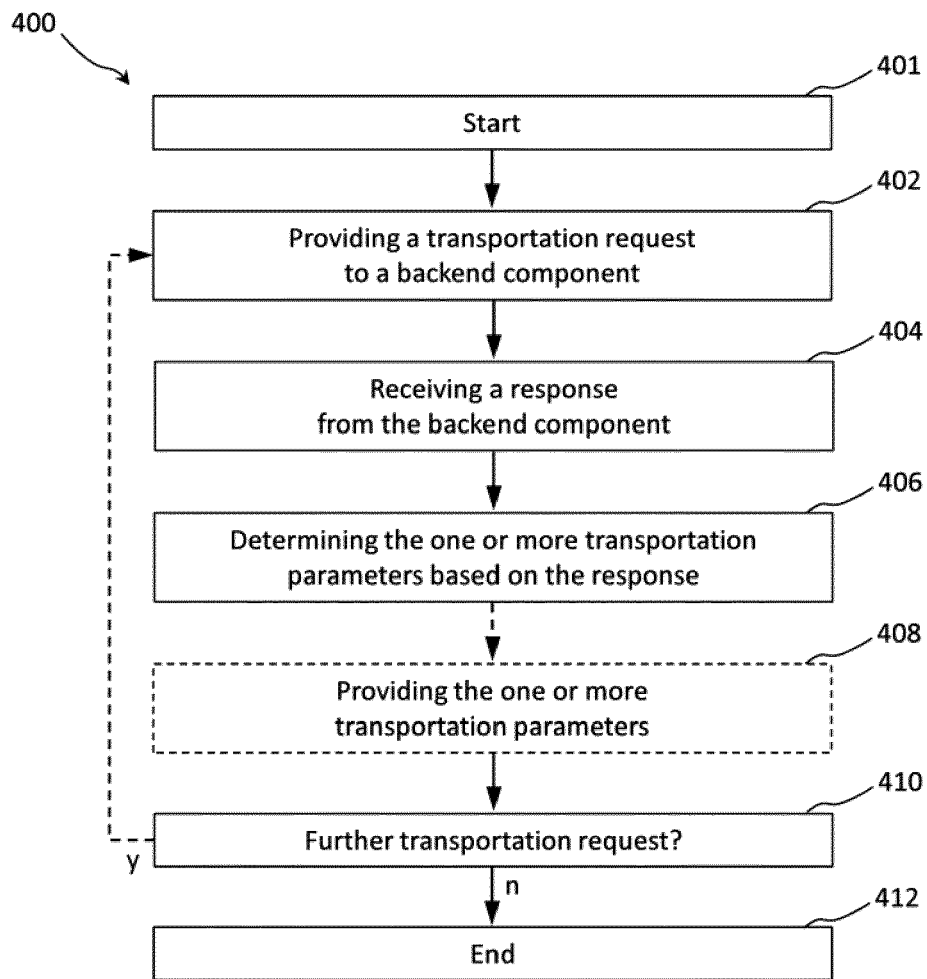 400
401
Start
402
Providing a transportation request
to a backend component
404
Receiving a response
from the backend component
406
Determining the one or more transportation
parameters based on the response
408
Providing the one or more
transportation parameters
410
Further transportation request?
y
n
412
End